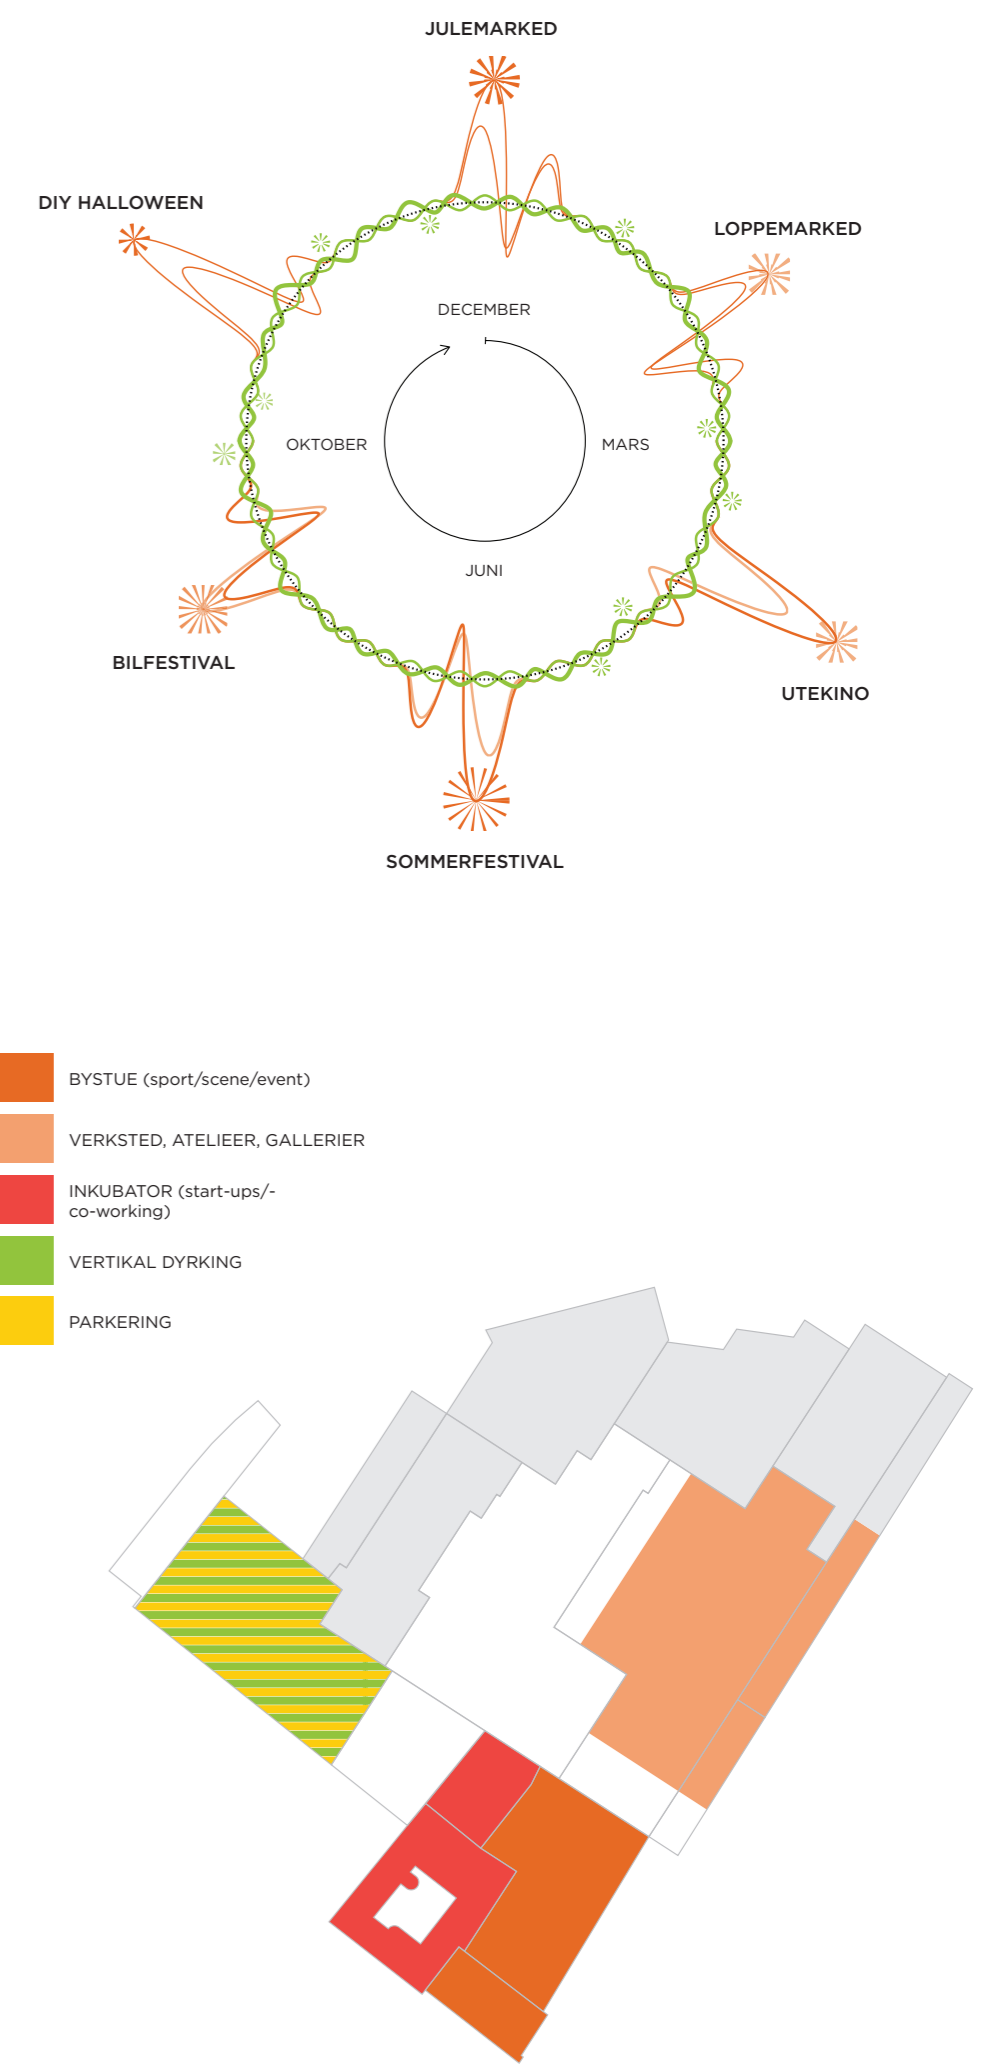 JULEMARKED
DIY HALLOWEEN
LOPPEMARKED
DECEMBER
OKTOBER
MARS
JUNI
BILFESTIVAL
UTEKINO
SOMMERFESTIVAL
BYSTUE (sport/scene/event)
VERKSTED, ATELIEER, GALLERIER
INKUBATOR (start-ups/-
co-working)
VERTIKAL DYRKING
PARKERING